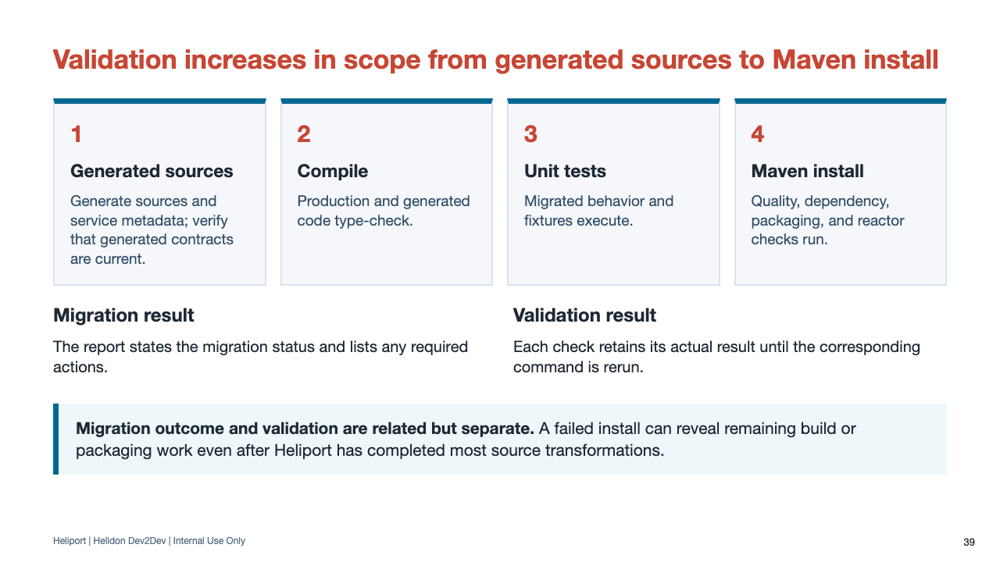 Validation increases in scope from generated sources to Maven install
1
Generated sources
Generate sources and
service metadata; verify
that generated contracts
are current.
2
Compile
Production and generated
code type-check.
3
Unit tests
Migrated behavior and
fixtures execute.
4
Maven install
Quality, dependency,
packaging, and reactor
checks run.
Migration result
The report states the migration status and lists any required
actions.
Validation result
Each check retains its actual result until the corresponding
command is rerun.
Migration outcome and validation are related but separate. A failed install can reveal remaining build or
packaging work even after Heliport has completed most source transformations.
Heliport | Helidon Dev2Dev | Internal Use Only
39